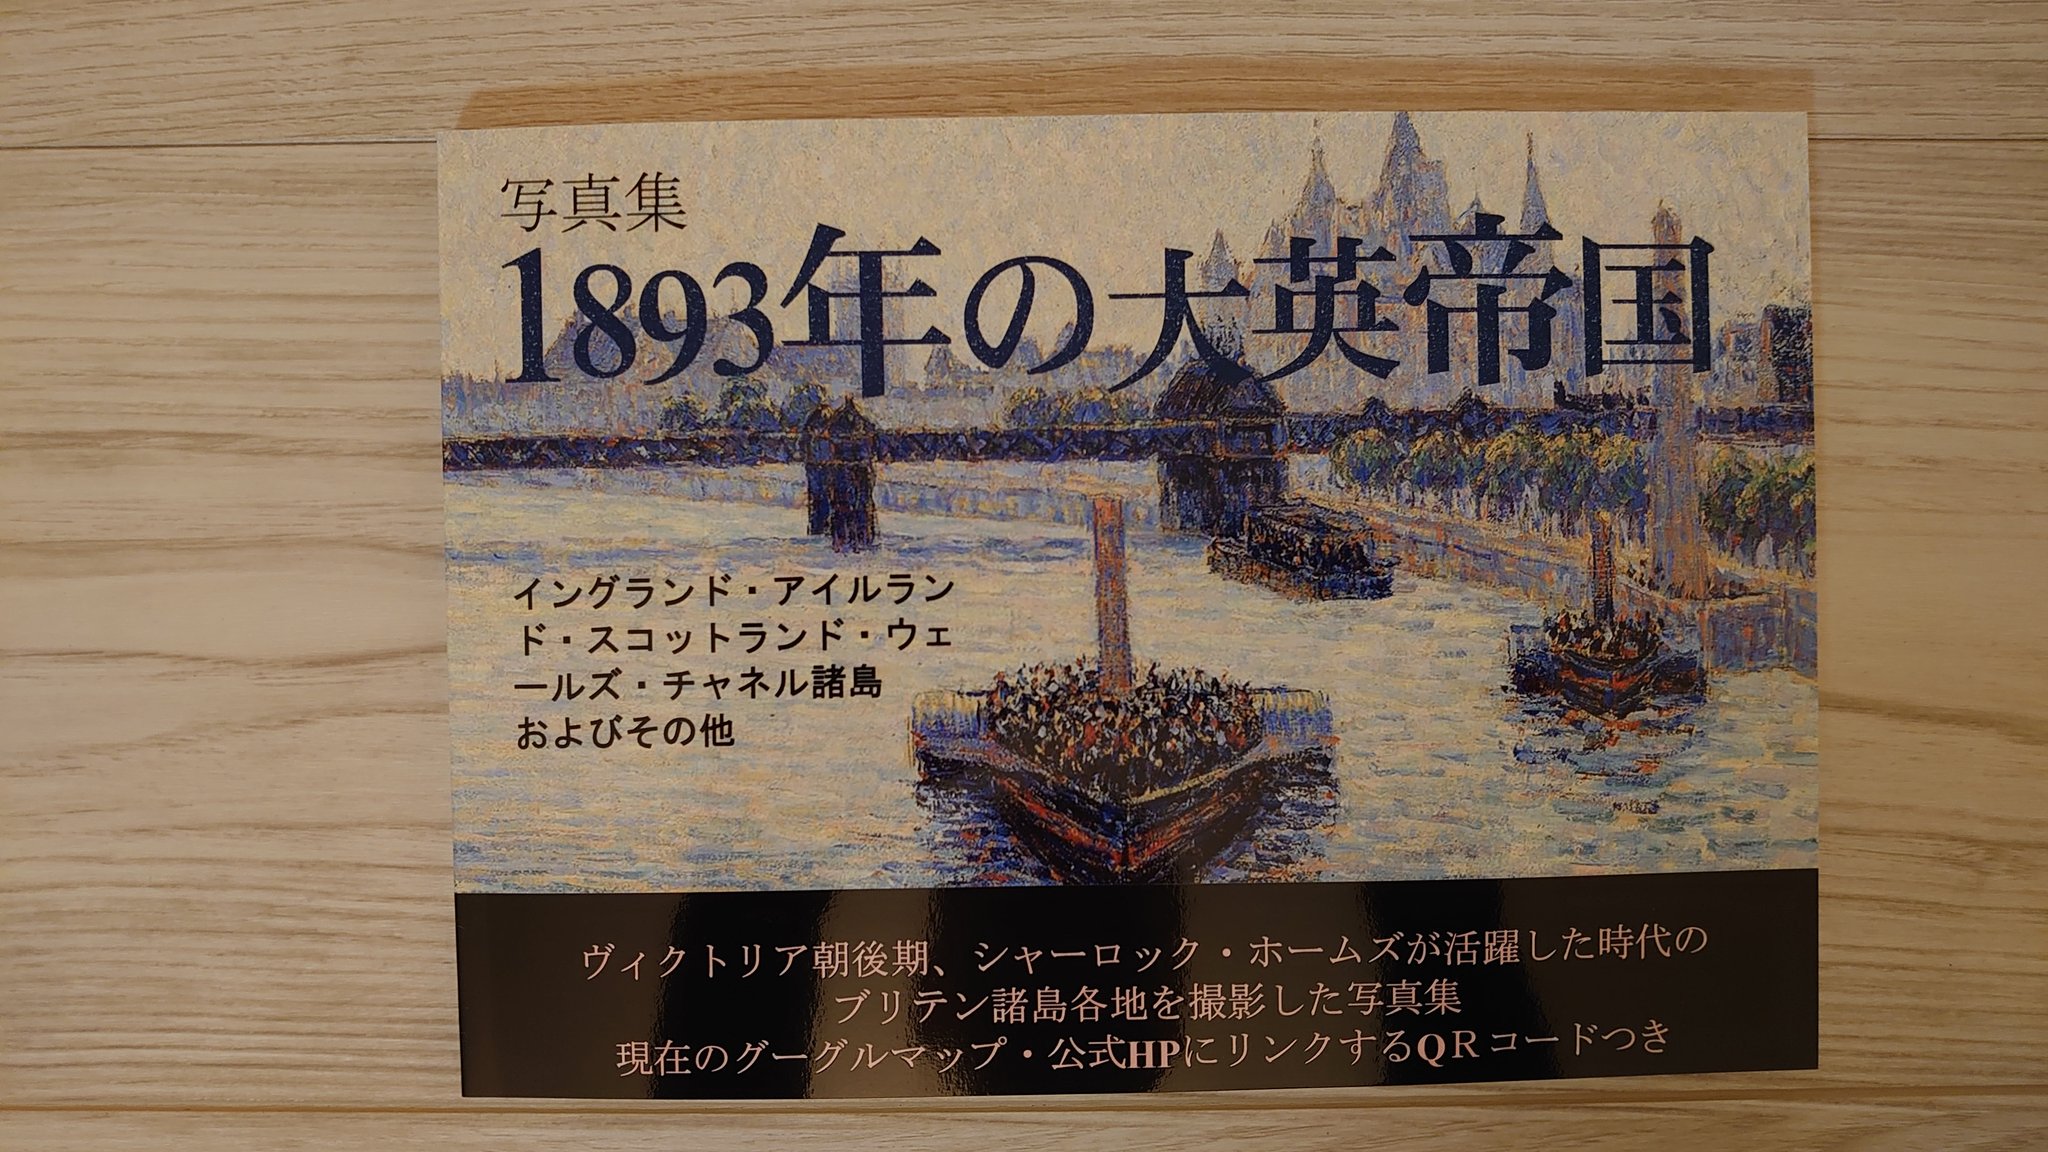 写真集
1893年の大英帝国
イングランド・アイルラン
ド・スコットランド・ウェ
ールズ・チャネル諸島
およびその他
ヴィクトリア朝後期、シャーロック・ホームズが活躍した時代の
ブリテン諸島各地を撮影した写真集
現在のグーグルマップ・公式HPにリンクするQRコードつき